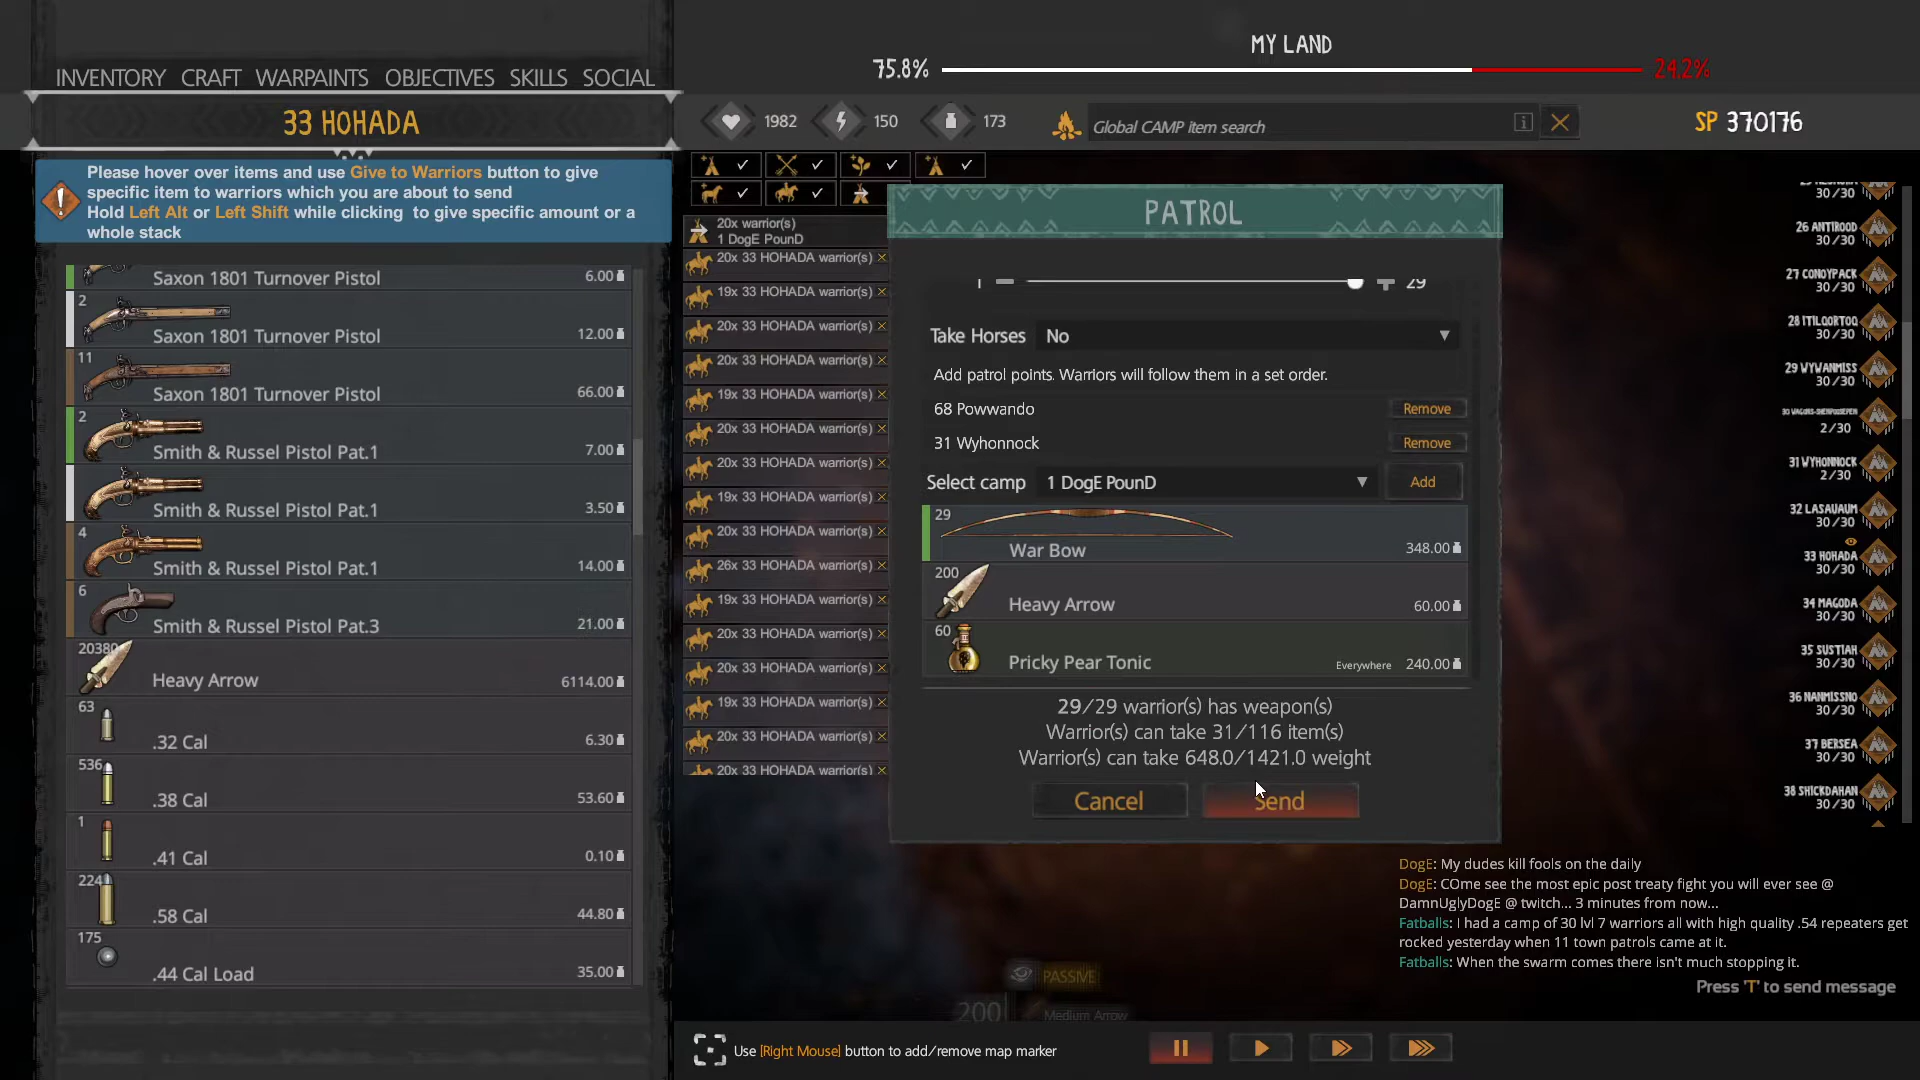 MY LAND
75.8% 24.2%
INVENTORY CRAFT WARPAINTS OBJECTIVES SKILLS SOCIAL
33 HOHADA
1982 150 173 Global CAMP item search SP 370176
Please hover over items and use Give to Warriors button to give
specific item to warriors which you are about to send
Hold Left Alt or Left Shift while clicking to give specific amount or a
whole stack
Saxon 1801 Turnover Pistol 6.00
2
Saxon 1801 Turnover Pistol 12.00
11
Saxon 1801 Turnover Pistol 66.00
2
Smith & Russel Pistol Pat.1 7.00
Smith & Russel Pistol Pat.1 3.50
4
Smith & Russel Pistol Pat.1 14.00
6
Smith & Russel Pistol Pat.3 21.00
20380
Heavy Arrow 6114.00
63
.32 Cal 6.30
536
.38 Cal 53.60
1
.41 Cal 0.10
224
.58 Cal 44.80
175
.44 Cal Load 35.00
20x warrior(s)
1 DogE PounD
20x 33 HOHADA warrior(s)
19x 33 HOHADA warrior(s)
20x 33 HOHADA warrior(s)
20x 33 HOHADA warrior(s)
19x 33 HOHADA warrior(s)
20x 33 HOHADA warrior(s)
20x 33 HOHADA warrior(s)
19x 33 HOHADA warrior(s)
20x 33 HOHADA warrior(s)
26x 33 HOHADA warrior(s)
19x 33 HOHADA warrior(s)
20x 33 HOHADA warrior(s)
20x 33 HOHADA warrior(s)
19x 33 HOHADA warrior(s)
20x 33 HOHADA warrior(s)
20x 33 HOHADA warrior(s)
PATROL
1 29
Take Horses No
Add patrol points. Warriors will follow them in a set order.
68 Powwando Remove
31 Wyhonnock Remove
Select camp 1 DogE PounD Add
29
War Bow 348.00
200
Heavy Arrow 60.00
60
Pricky Pear Tonic Everywhere 240.00
29/29 warrior(s) has weapon(s)
Warrior(s) can take 31/116 item(s)
Warrior(s) can take 648.0/1421.0 weight
Cancel Send
30/30
26 ANTIROOD
30/30
27 CONOYPACK
30/30
28 ITTLOORTOO
30/30
29 WYWANMISS
30/30
2/30
31 WYHONNOCK
2/30
32 LASAUAUM
30/30
33 HOHADA
30/30
34 MAGODA
30/30
35 SUSTIAH
30/30
36 NANMISSNO
30/30
37 BERSEA
30/30
38 SHICKDAHAN
30/30
DogE: My dudes kill fools on the daily
DogE: COme see the most epic post treaty fight you will ever see @
DamnUglyDogE @ twitch... 3 minutes from now...
Fatballs: I had a camp of 30 lvl 7 warriors all with high quality .54 repeaters get
rocked yesterday when 11 town patrols came at it.
Fatballs: When the swarm comes there isn't much stopping it.
Press 'T' to send message
PASSIVE
200 Medium Arrow
Use [Right Mouse] button to add/remove map marker